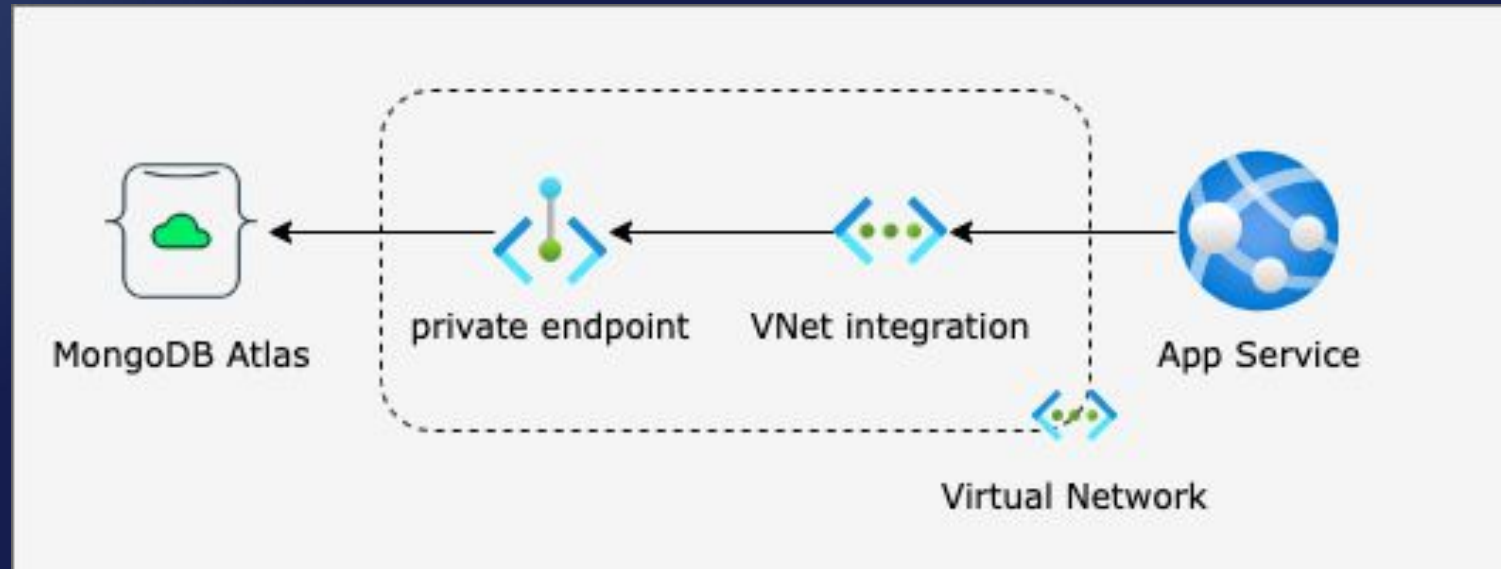 MongoDB Atlas
private endpoint
VNet integration
App Service
Virtual Network